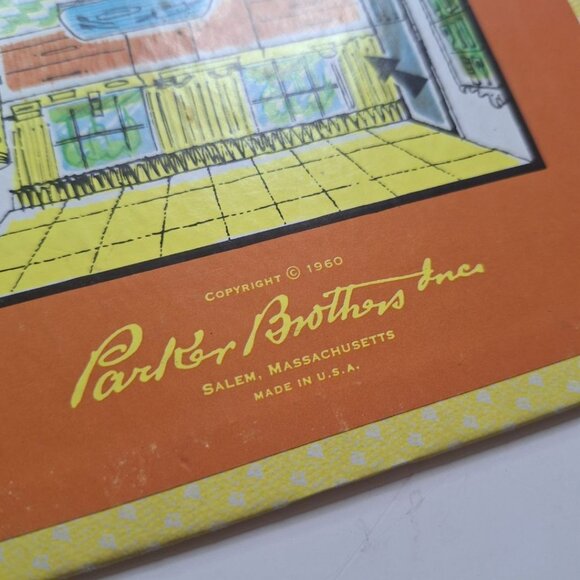 COPYRIGHT © 1960
Parker Brothers Inc.
SALEM, MASSACHUSETTS
MADE IN U.S.A.